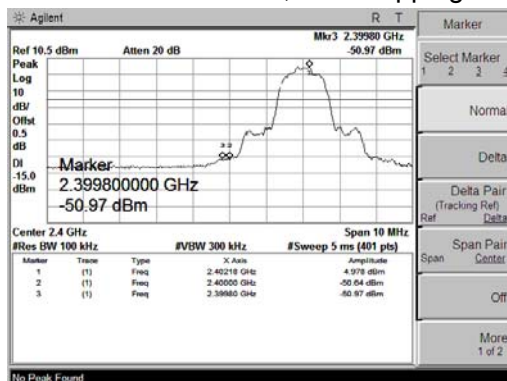 Agilent
R T
Marker
Mkr3 2.39980 GHz
Ref 10.5 dBm
Atten 20 dB
-50.97 dBm
Select Marker
1 2 3
Peak
Log
10
dB/
Offst
0.5
dB
DI
-15.0
dBm
Marker
2.399800000 GHz
-50.97 dBm
Center 2.4 GHz
Span 10 MHz
#Res BW 100 kHz
#VBW 300 kHz
#Sweep 5 ms (401 pts)
Marker Trace Type X Axis Amplitude
1 (1) Freq 2.40218 GHz 4.978 dBm
2 (1) Freq 2.40000 GHz -50.64 dBm
3 (1) Freq 2.39980 GHz -50.97 dBm
No Peak Found
Norma
Delta
Delta Pair
(Tracking Ref)
Ref Delta
Span Pair
Span Center
Off
More
1 of 2